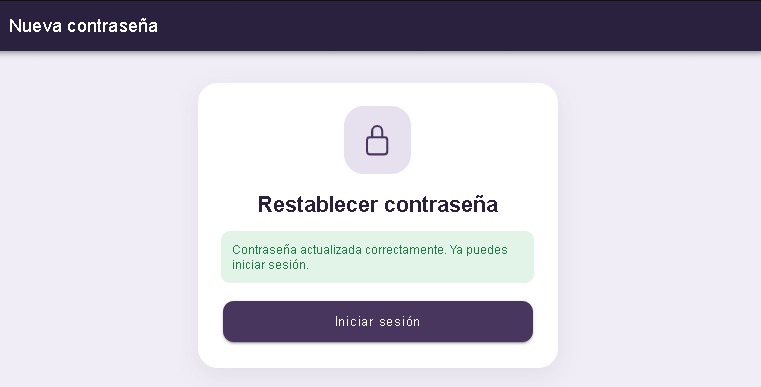 Nueva contraseña
Restablecer contraseña
Contraseña actualizada correctamente. Ya puedes
iniciar sesión.
Iniciar sesión